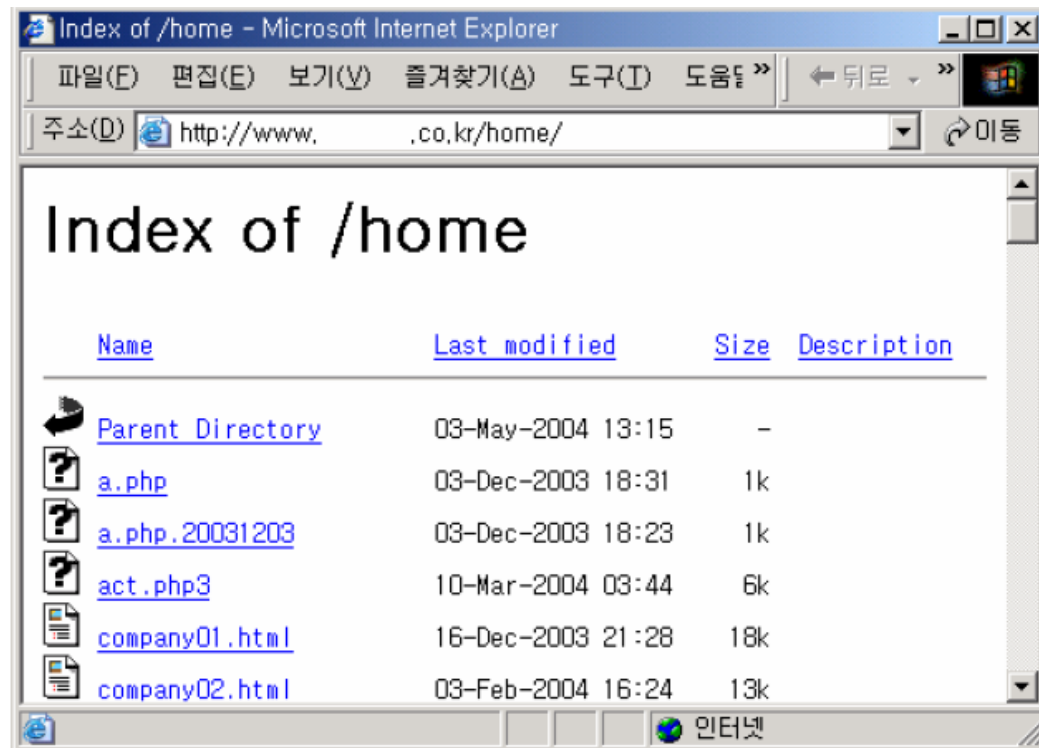 Index of /home - Microsoft Internet Explorer
파일(F) 편집(E) 보기(V) 즐겨찾기(A) 도구(T) 도움 » 뒤로 »
주소(D) http://www. .co.kr/home/ 이동
Index of /home
Name Last modified Size Description
Parent Directory 03-May-2004 13:15 -
a.php 03-Dec-2003 18:31 1k
a.php.20031203 03-Dec-2003 18:23 1k
act.php3 10-Mar-2004 03:44 6k
company01.html 16-Dec-2003 21:28 18k
company02.html 03-Feb-2004 16:24 13k
인터넷